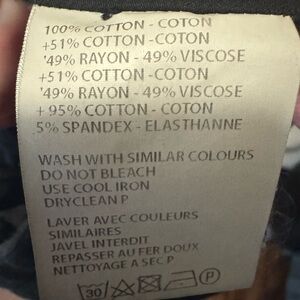 100% COTTON - COTON
+51% COTTON -COTON
'49% RAYON - 49% VISCOSE
+51% COTTON -COTON
'49% RAYON - 49% VISCOSE
+ 95% COTTON - COTON
5% SPANDEX - ELASTHANNE
WASH WITH SIMILAR COLOURS
DO NOT BLEACH
USE COOL IRON
DRYCLEAN P
LAVER AVEC COULEURS
SIMILAIRES
JAVEL INTERDIT
REPASSER AU FER DOUX
NETTOYAGE A SEC P
30 P